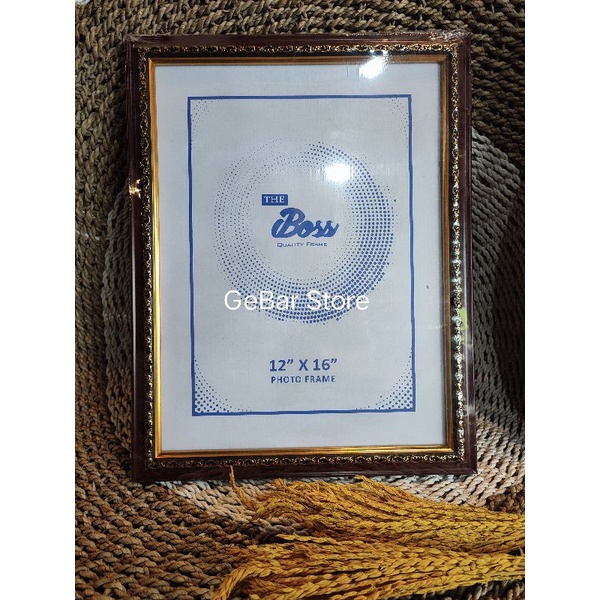 THE
Boss
QUALITY FRAME
GeBar Store
12" X 16"
PHOTO FRAME